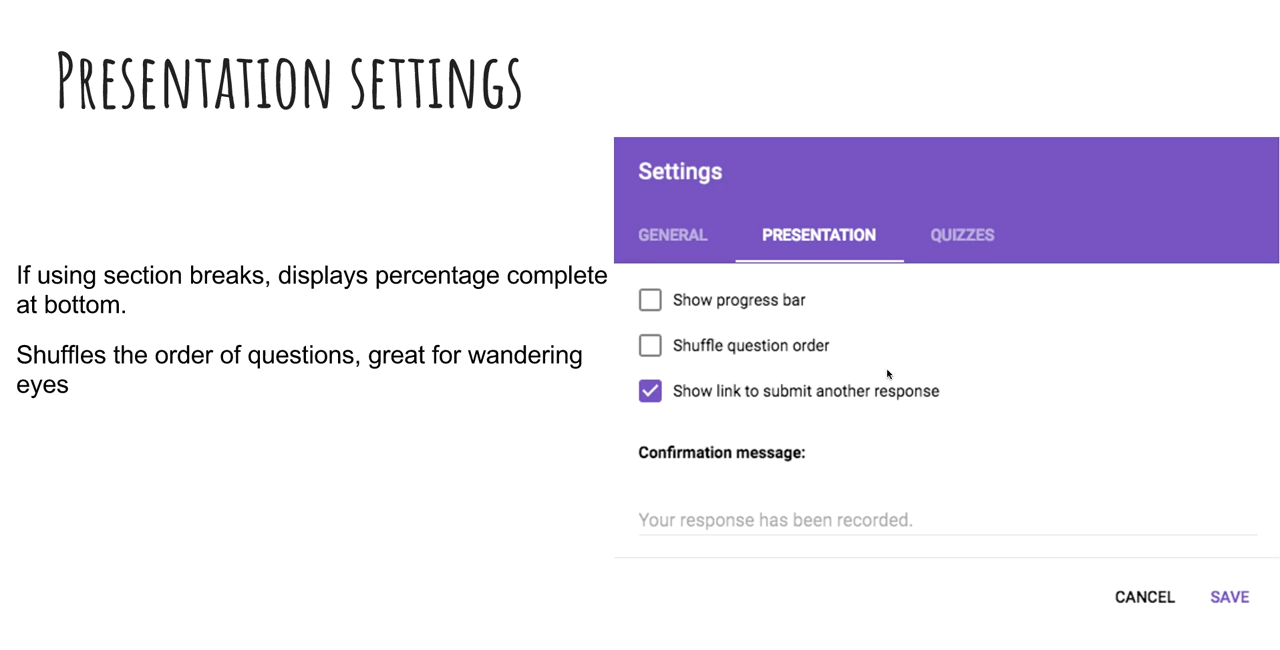 Presentation settings
If using section breaks, displays percentage complete
at bottom.
Shuffles the order of questions, great for wandering
eyes
Settings
GENERAL PRESENTATION QUIZZES
Show progress bar
Shuffle question order
Show link to submit another response
Confirmation message:
Your response has been recorded.
CANCEL SAVE